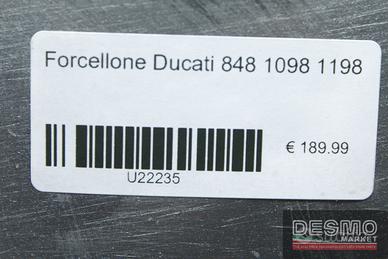 Forcellone Ducati 848 1098 1198
€ 189.99
U22235
DESMO
MARKET